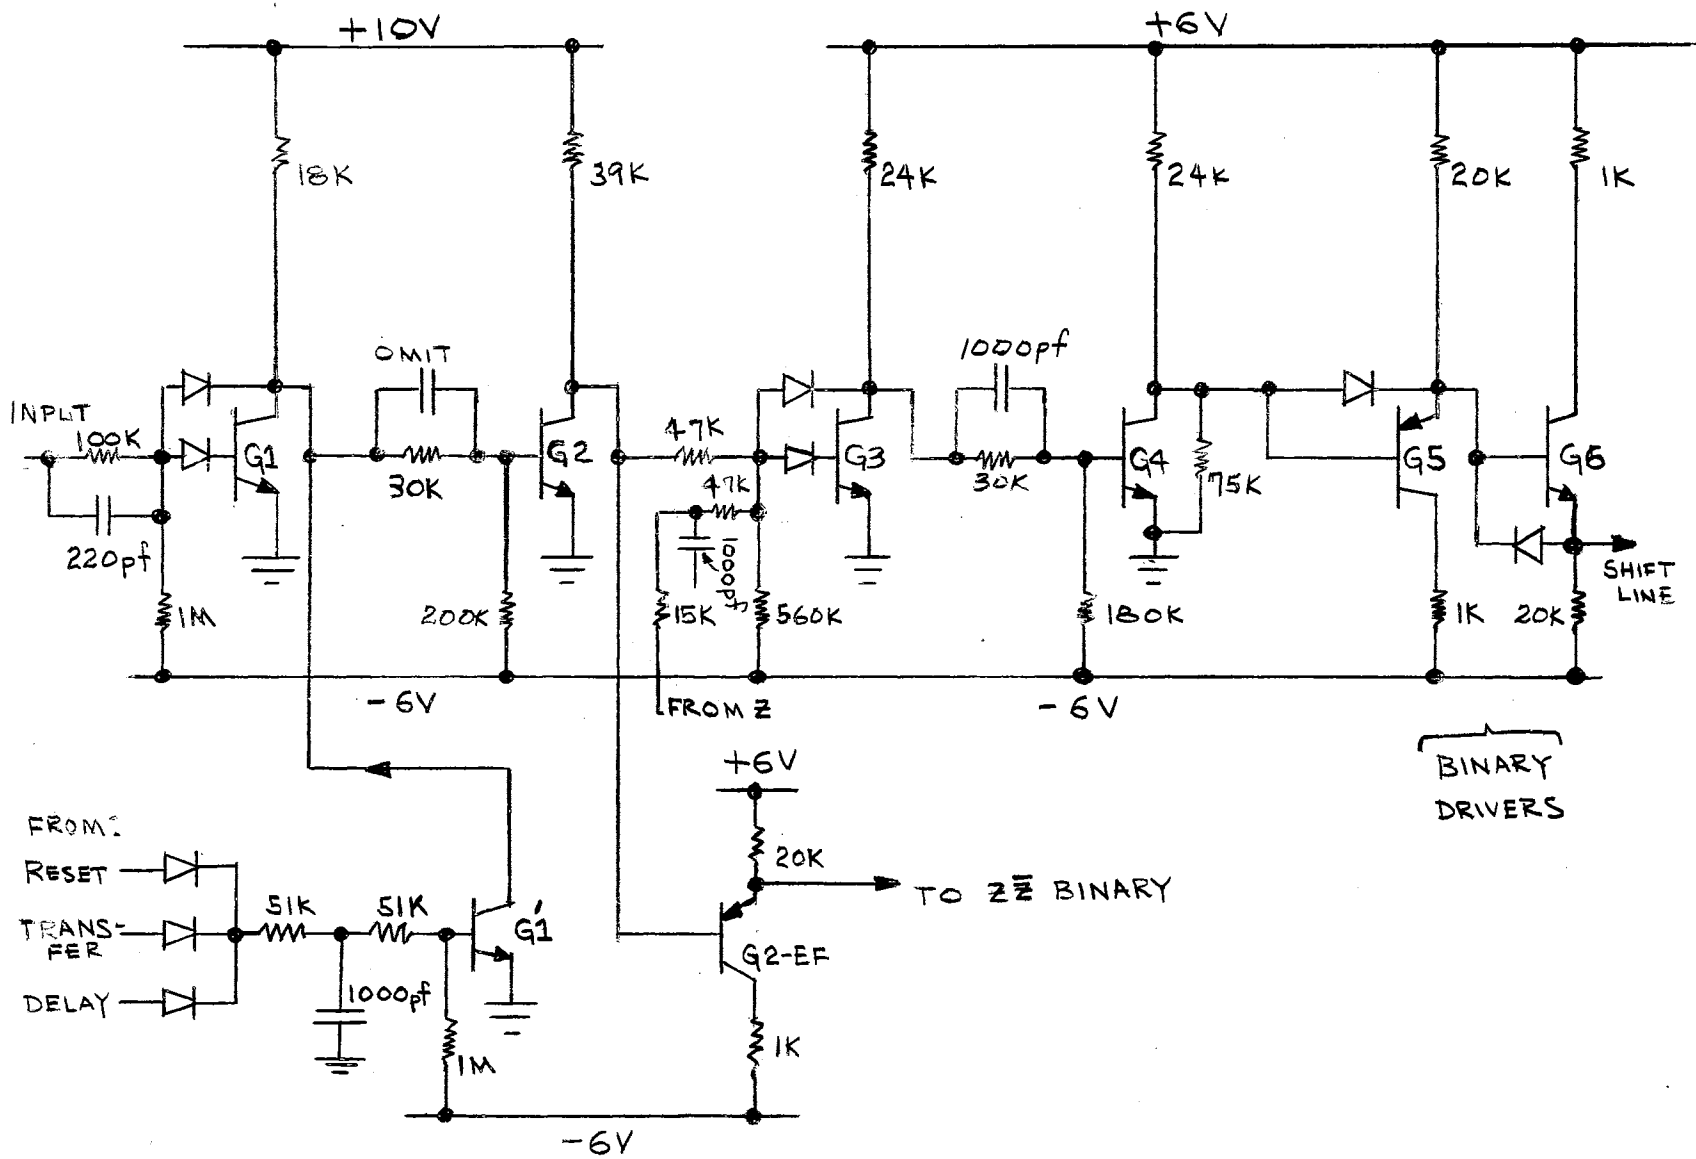 +10V
+6V
18K
39K
24K
24K
20K
1K
OMIT
1000pf
INPUT
100K
G1
30K
G2
47K
47K
G3
30K
G4
75K
G5
G6
220pf
1M
200K
15K
1000pf
560K
180K
1K
20K
SHIFT
LINE
-6V
FROM Z
-6V
+6V
BINARY
DRIVERS
FROM:
RESET
TRANS-
FER
DELAY
51K
51K
G1'
1000pf
1M
20K
TO ZZ̅ BINARY
G2-EF
1K
-6V